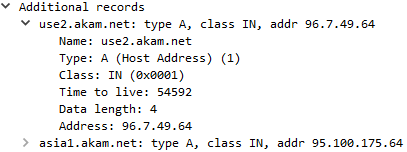 Additional records
use2.akam.net: type A, class IN, addr 96.7.49.64
Name: use2.akam.net
Type: A (Host Address) (1)
Class: IN (0x0001)
Time to live: 54592
Data length: 4
Address: 96.7.49.64
asia1.akam.net: type A, class IN, addr 95.100.175.64